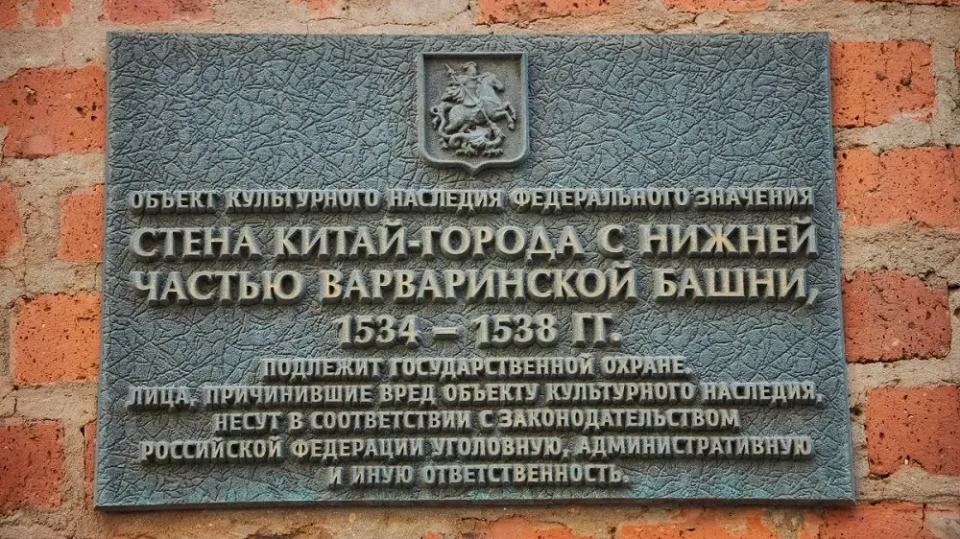 ОБЪЕКТ КУЛЬТУРНОГО НАСЛЕДИЯ ФЕДЕРАЛЬНОГО ЗНАЧЕНИЯ
СТЕНА КИТАЙ-ГОРОДА С НИЖНЕЙ
ЧАСТЬЮ ВАРВАРИНСКОЙ БАШНИ,
1534 – 1538 ГГ.
ПОДЛЕЖИТ ГОСУДАРСТВЕННОЙ ОХРАНЕ.
ЛИЦА, ПРИЧИНИВШИЕ ВРЕД ОБЪЕКТУ КУЛЬТУРНОГО НАСЛЕДИЯ,
НЕСУТ В СООТВЕТСТВИИ С ЗАКОНОДАТЕЛЬСТВОМ
РОССИЙСКОЙ ФЕДЕРАЦИИ УГОЛОВНУЮ, АДМИНИСТРАТИВНУЮ
И ИНУЮ ОТВЕТСТВЕННОСТЬ.